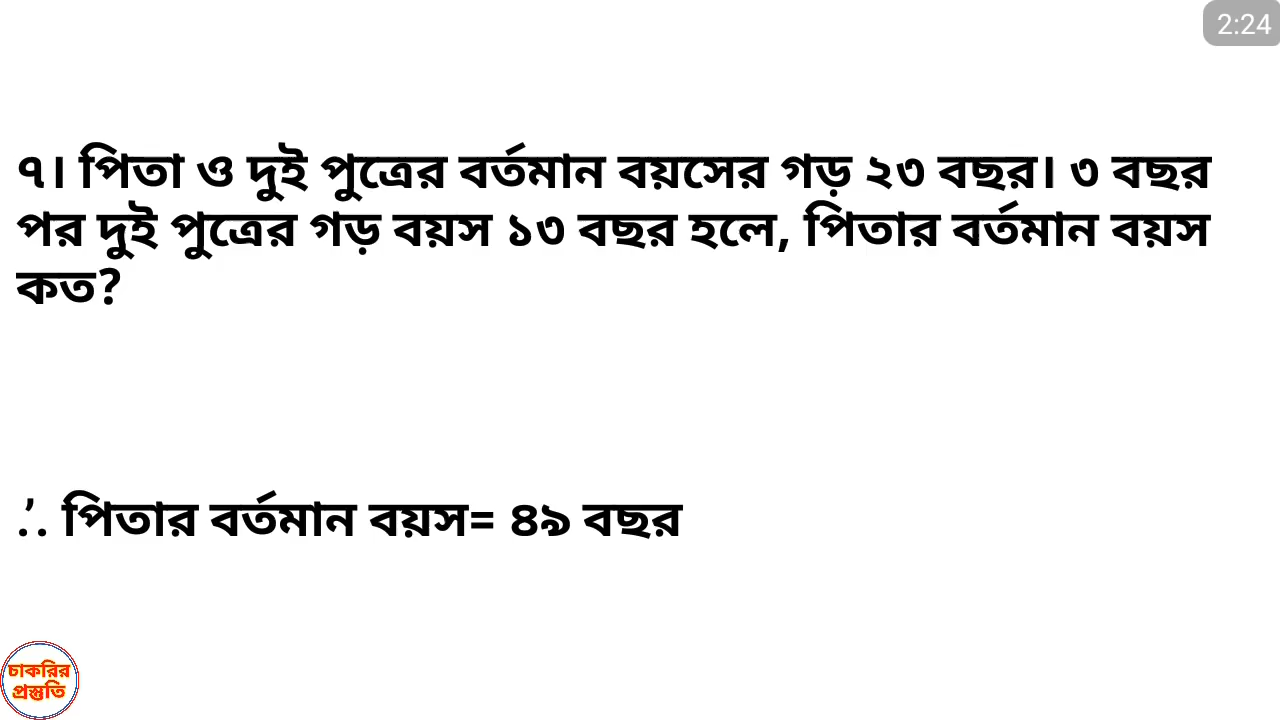 2:24
৭। পিতা ও দুই পুত্রের বর্তমান বয়সের গড় ২৩ বছর। ৩ বছর
পর দুই পুত্রের গড় বয়স ১৩ বছর হলে, পিতার বর্তমান বয়স
কত?
∴ পিতার বর্তমান বয়স= ৪৯ বছর
চাকরির
প্রস্তুতি